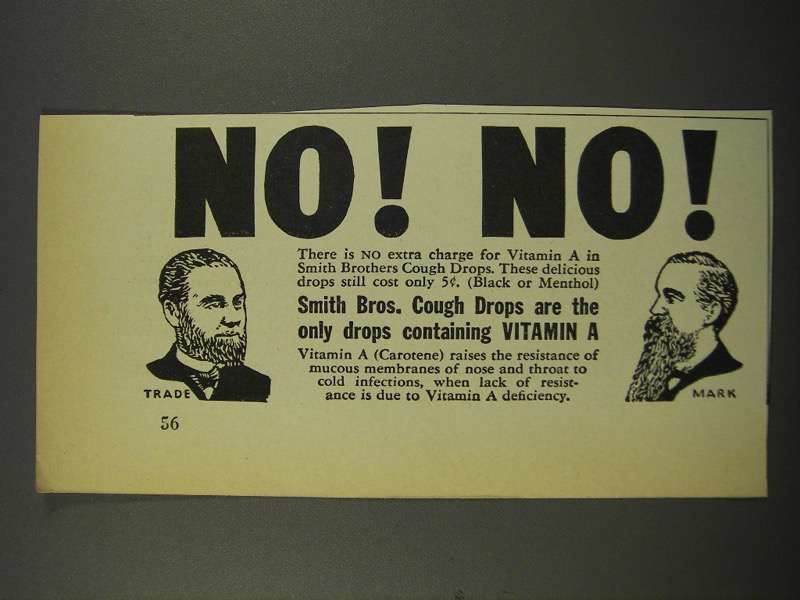 NO! NO!
There is NO extra charge for Vitamin A in
Smith Brothers Cough Drops. These delicious
drops still cost only 5¢. (Black or Menthol)
Smith Bros. Cough Drops are the
only drops containing VITAMIN A
Vitamin A (Carotene) raises the resistance of
mucous membranes of nose and throat to
cold infections, when lack of resist-
ance is due to Vitamin A deficiency.
TRADE
MARK
56